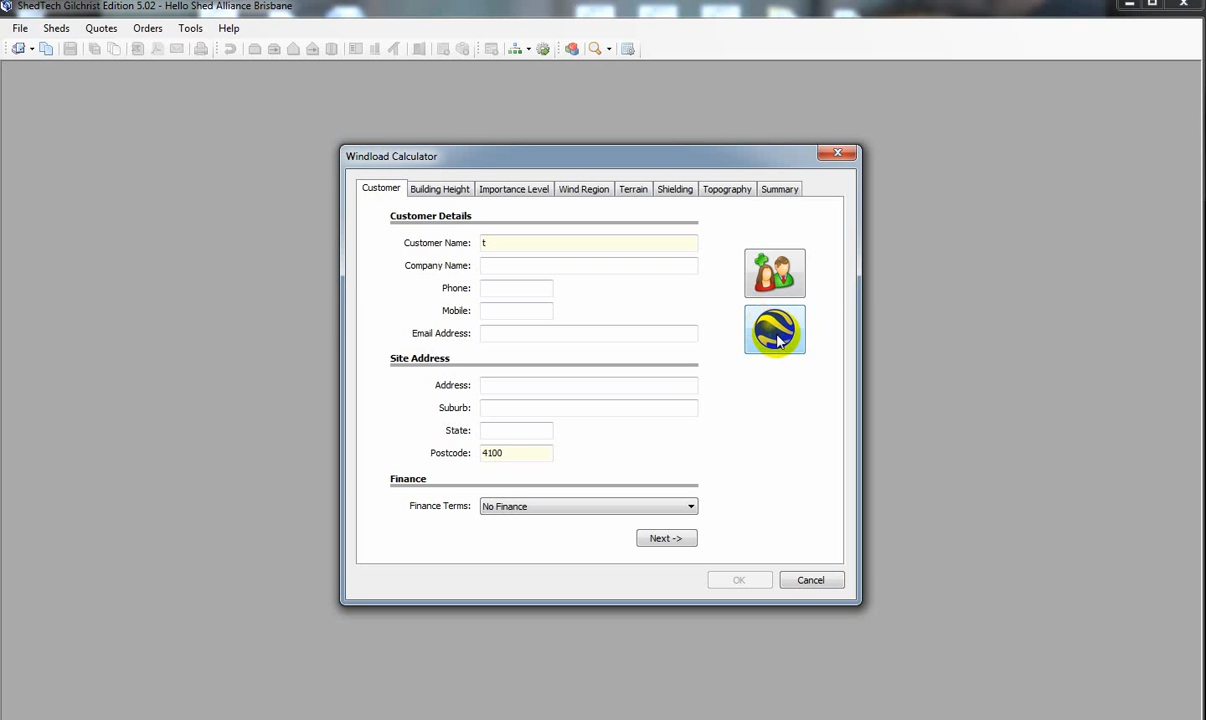 ShedTech Gilchrist Edition 5.02 - Hello Shed Alliance Brisbane
File Sheds Quotes Orders Tools Help
Windload Calculator
Customer Building Height Importance Level Wind Region Terrain Shielding Topography Summary
Customer Details
Customer Name: t
Company Name:
Phone:
Mobile:
Email Address:
Site Address
Address:
Suburb:
State:
Postcode: 4100
Finance
Finance Terms: No Finance
Next ->
OK Cancel